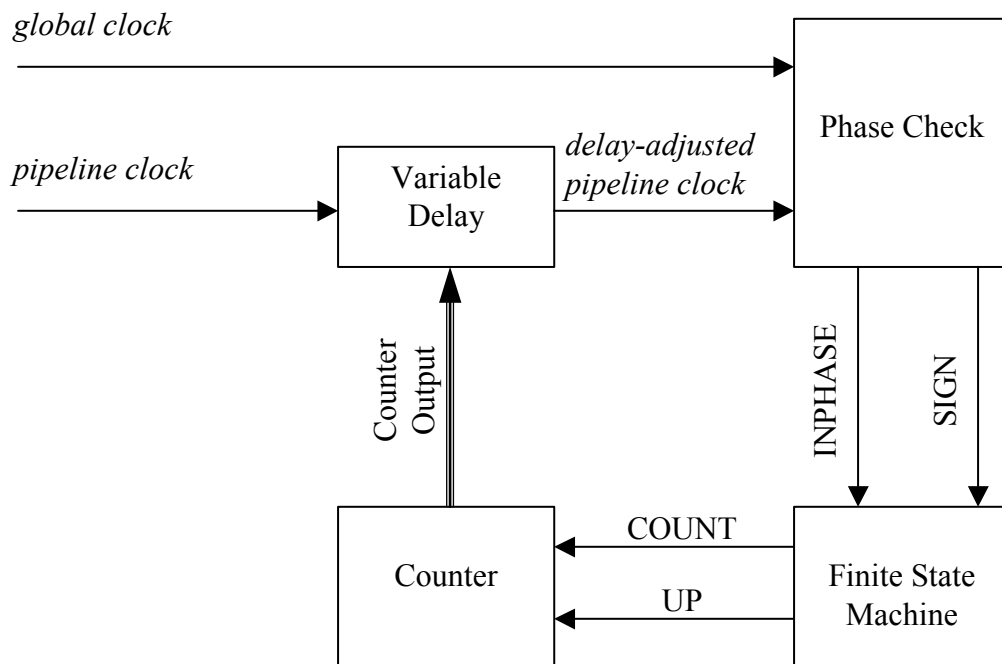 global clock
Phase Check
pipeline clock
Variable
Delay
delay-adjusted
pipeline clock
Counter
Output
INPHASE
SIGN
COUNT
UP
Counter
Finite State
Machine